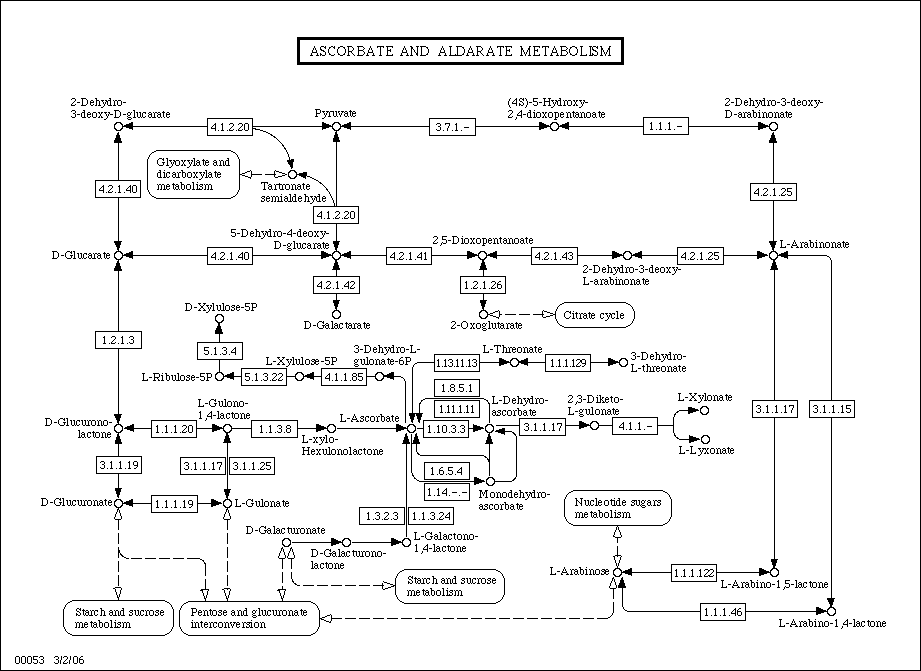 ASCORBATE AND ALDARATE METABOLISM
2-Dehydro-
3-deoxy-D-glucarate
Pyruvate
(4S)-5-Hydroxy-
2,4-dioxopentanoate
2-Dehydro-3-deoxy-
D-arabinonate
4.1.2.20
3.7.1.-
1.1.1.-
Glyoxylate and
dicarboxylate
metabolism
Tartronate
semialdehyde
4.2.1.40
4.2.1.25
4.1.2.20
5-Dehydro-4-deoxy-
D-glucarate
2,5-Dioxopentanoate
L-Arabinonate
D-Glucarate
4.2.1.40
4.2.1.41
4.2.1.43
4.2.1.25
2-Dehydro-3-deoxy-
L-arabinonate
4.2.1.42
1.2.1.26
D-Xylulose-5P
D-Galactarate
2-Oxoglutarate
Citrate cycle
1.2.1.3
5.1.3.4
L-Xylulose-5P
3-Dehydro-L-
gulonate-6P
L-Threonate
1.13.11.13
1.1.1.129
3-Dehydro-
L-threonate
L-Ribulose-5P
5.1.3.22
4.1.1.85
1.8.5.1
L-Gulono-
1,4-lactone
L-Ascorbate
1.11.1.11
L-Dehydro-
ascorbate
2,3-Diketo-
L-gulonate
L-Xylonate
3.1.1.17
3.1.1.15
D-Glucurono-
lactone
1.1.1.20
1.1.3.8
L-xylo-
Hexulonolactone
1.10.3.3
3.1.1.17
4.1.1.-
L-Lyxonate
3.1.1.19
3.1.1.17
3.1.1.25
1.6.5.4
1.14.-.-
Monodehydro-
ascorbate
D-Glucuronate
1.1.1.19
L-Gulonate
1.3.2.3
1.1.3.24
Nucleotide sugars
metabolism
D-Galacturonate
D-Galacturono-
lactone
L-Galactono-
1,4-lactone
L-Arabinose
1.1.1.122
L-Arabino-1,5-lactone
Starch and sucrose
metabolism
Starch and sucrose
metabolism
Pentose and glucuronate
interconversion
1.1.1.46
L-Arabino-1,4-lactone
00053 3/2/06